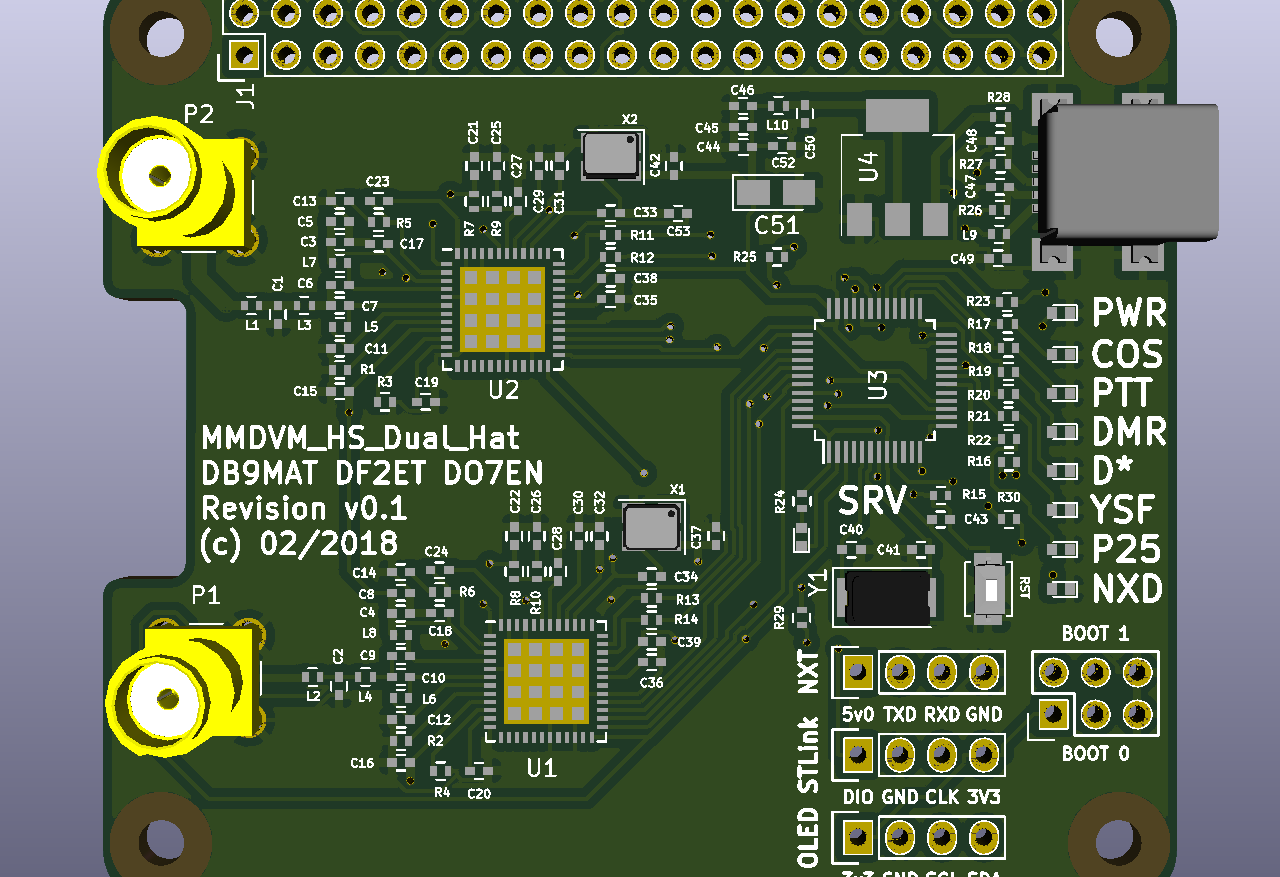 J1
P2
C46
R28
X2
L10
C45
C44
C50
C48
C21
C25
C27
C42
C52
U4
R27
C47
C23
C13
C29
C31
C51
R26
C5
R5
C33
C53
L9
C3
C17
R7
R9
R11
L7
R12
R25
C49
C6
C38
C1
C7
C35
R23
PWR
L1
L3
L5
R17
C11
R18
COS
R1
R19
R3
C19
U2
U3
R20
PTT
C15
R21
MMDVM_HS_Dual_Hat
R22
DMR
DB9MAT DF2ET DO7EN
R16
D*
Revision v0.1
C22
C26
C30
C32
X1
R24
SRV
R15
R30
YSF
(c) 02/2018
C28
C37
C40
C41
C43
P25
C24
C14
C34
Y1
RST
NXD
P1
C8
R6
R8
R10
R13
C4
C18
R14
R29
L8
BOOT 1
C2
C9
C39
C10
C36
NXT
L2
L4
L6
C12
5v0 TXD RXD GND
R2
STLink
BOOT 0
C16
U1
R4
C20
DIO GND CLK 3V3
OLED
3v3 GND SCL SDA